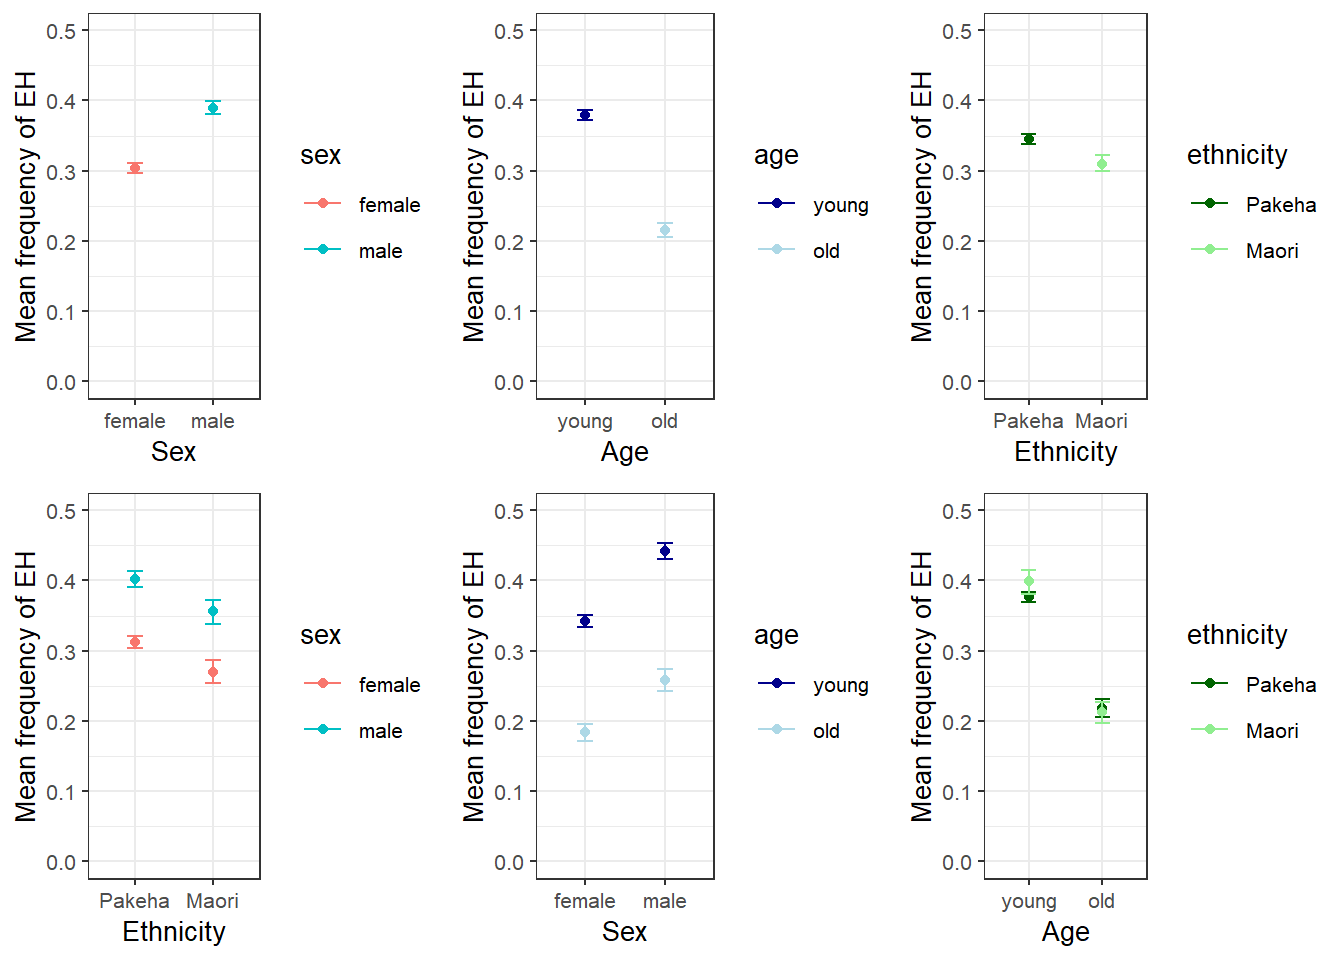 Mean frequency of EH
0.5
0.4
0.3
0.2
0.1
0.0
female male
Sex
sex
female
male
Mean frequency of EH
0.5
0.4
0.3
0.2
0.1
0.0
young old
Age
age
young
old
Mean frequency of EH
0.5
0.4
0.3
0.2
0.1
0.0
Pakeha Maori
Ethnicity
ethnicity
Pakeha
Maori
Mean frequency of EH
0.5
0.4
0.3
0.2
0.1
0.0
Pakeha Maori
Ethnicity
sex
female
male
Mean frequency of EH
0.5
0.4
0.3
0.2
0.1
0.0
female male
Sex
age
young
old
Mean frequency of EH
0.5
0.4
0.3
0.2
0.1
0.0
young old
Age
ethnicity
Pakeha
Maori